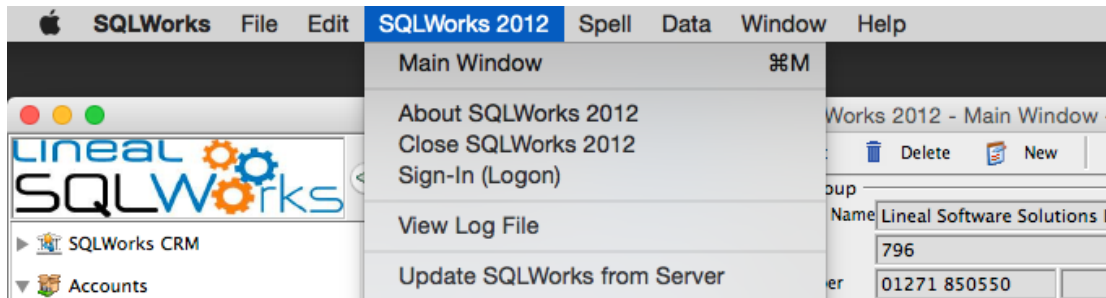 SQLWorks File Edit SQLWorks 2012 Spell Data Window Help
Main Window ⌘M
About SQLWorks 2012
Close SQLWorks 2012
Sign-In (Logon)
View Log File
Update SQLWorks from Server
Works 2012 - Main Window
Delete New
Lineal
SQLWorks
SQLWorks CRM
Accounts
oup
Name Lineal Software Solutions
796
er 01271 850550